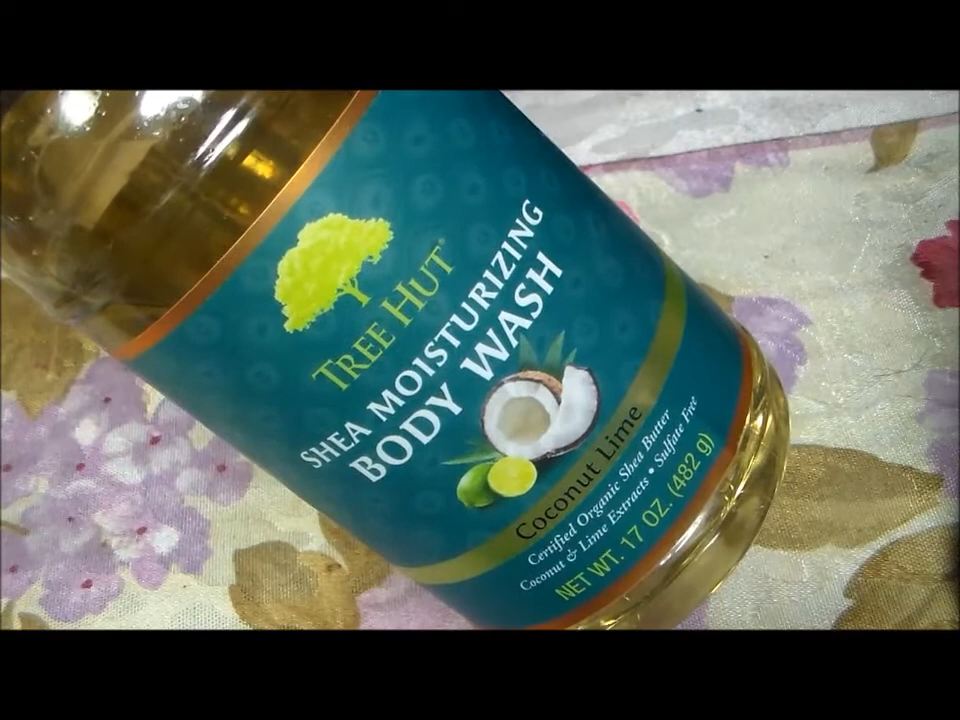 TREE HUT®
SHEA MOISTURIZING
BODY WASH
Coconut Lime
Certified Organic Shea Butter
Coconut & Lime Extracts • Sulfate Free
NET WT. 17 OZ. (482 g)